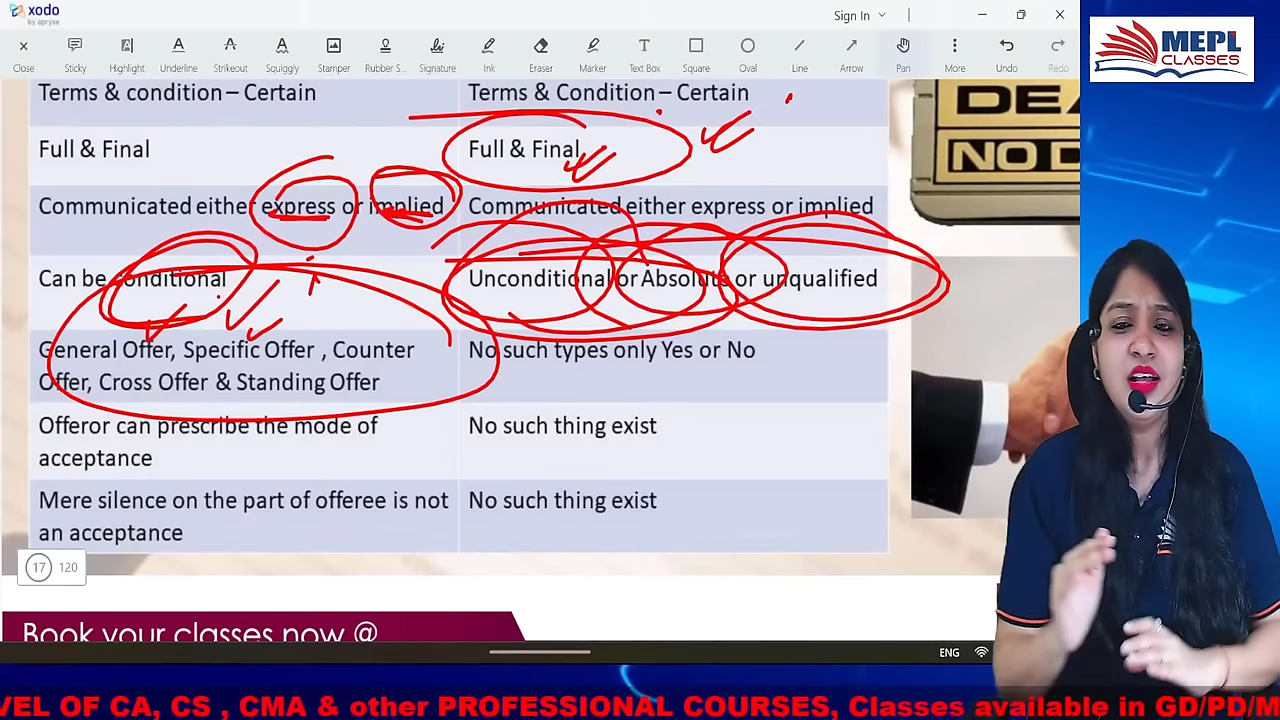 xodo
by apryse
Sign In
Close
Sticky
Highlight
Underline
Strikeout
Squiggly
Stamper
Rubber S
Signature
Eraser
Marker
Text Box
Square
Oval
Line
Arrow
Pan
More
Undo
Redo
MEPL
CLASSES
Terms & condition – Certain
Terms & Condition – Certain
Full & Final
Full & Final
Communicated either express or implied
Communicated either express or implied
Can be conditional
Unconditional or Absolute or unqualified
General Offer, Specific Offer , Counter
Offer, Cross Offer & Standing Offer
No such types only Yes or No
Offeror can prescribe the mode of
acceptance
No such thing exist
Mere silence on the part of offeree is not
an acceptance
No such thing exist
DEA
NO D
17 120
Book your classes now @
ENG
VEL OF CA, CS , CMA & other PROFESSIONAL COURSES, Classes available in GD/PD/M